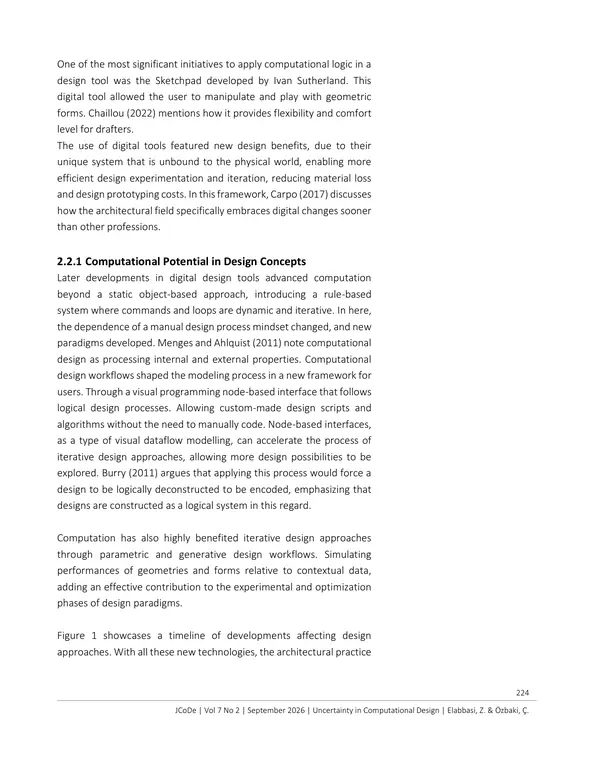 One of the most significant initiatives to apply computational logic in a
design tool was the Sketchpad developed by Ivan Sutherland. This
digital tool allowed the user to manipulate and play with geometric
forms. Chaillou (2022) mentions how it provides flexibility and comfort
level for drafters.
The use of digital tools featured new design benefits, due to their
unique system that is unbound to the physical world, enabling more
efficient design experimentation and iteration, reducing material loss
and design prototyping costs. In this framework, Carpo (2017) discusses
how the architectural field specifically embraces digital changes sooner
than other professions.
2.2.1 Computational Potential in Design Concepts
Later developments in digital design tools advanced computation
beyond a static object-based approach, introducing a rule-based
system where commands and loops are dynamic and iterative. In here,
the dependence of a manual design process mindset changed, and new
paradigms developed. Menges and Ahlquist (2011) note computational
design as processing internal and external properties. Computational
design workflows shaped the modeling process in a new framework for
users. Through a visual programming node-based interface that follows
logical design processes. Allowing custom-made design scripts and
algorithms without the need to manually code. Node-based interfaces,
as a type of visual dataflow modelling, can accelerate the process of
iterative design approaches, allowing more design possibilities to be
explored. Burry (2011) argues that applying this process would force a
design to be logically deconstructed to be encoded, emphasizing that
designs are constructed as a logical system in this regard.
Computation has also highly benefited iterative design approaches
through parametric and generative design workflows. Simulating
performances of geometries and forms relative to contextual data,
adding an effective contribution to the experimental and optimization
phases of design paradigms.
Figure 1 showcases a timeline of developments affecting design
approaches. With all these new technologies, the architectural practice
224
JCoDe | Vol 7 No 2 | September 2026 | Uncertainty in Computational Design | Elabbasi, Z. & Özbaki, Ç.